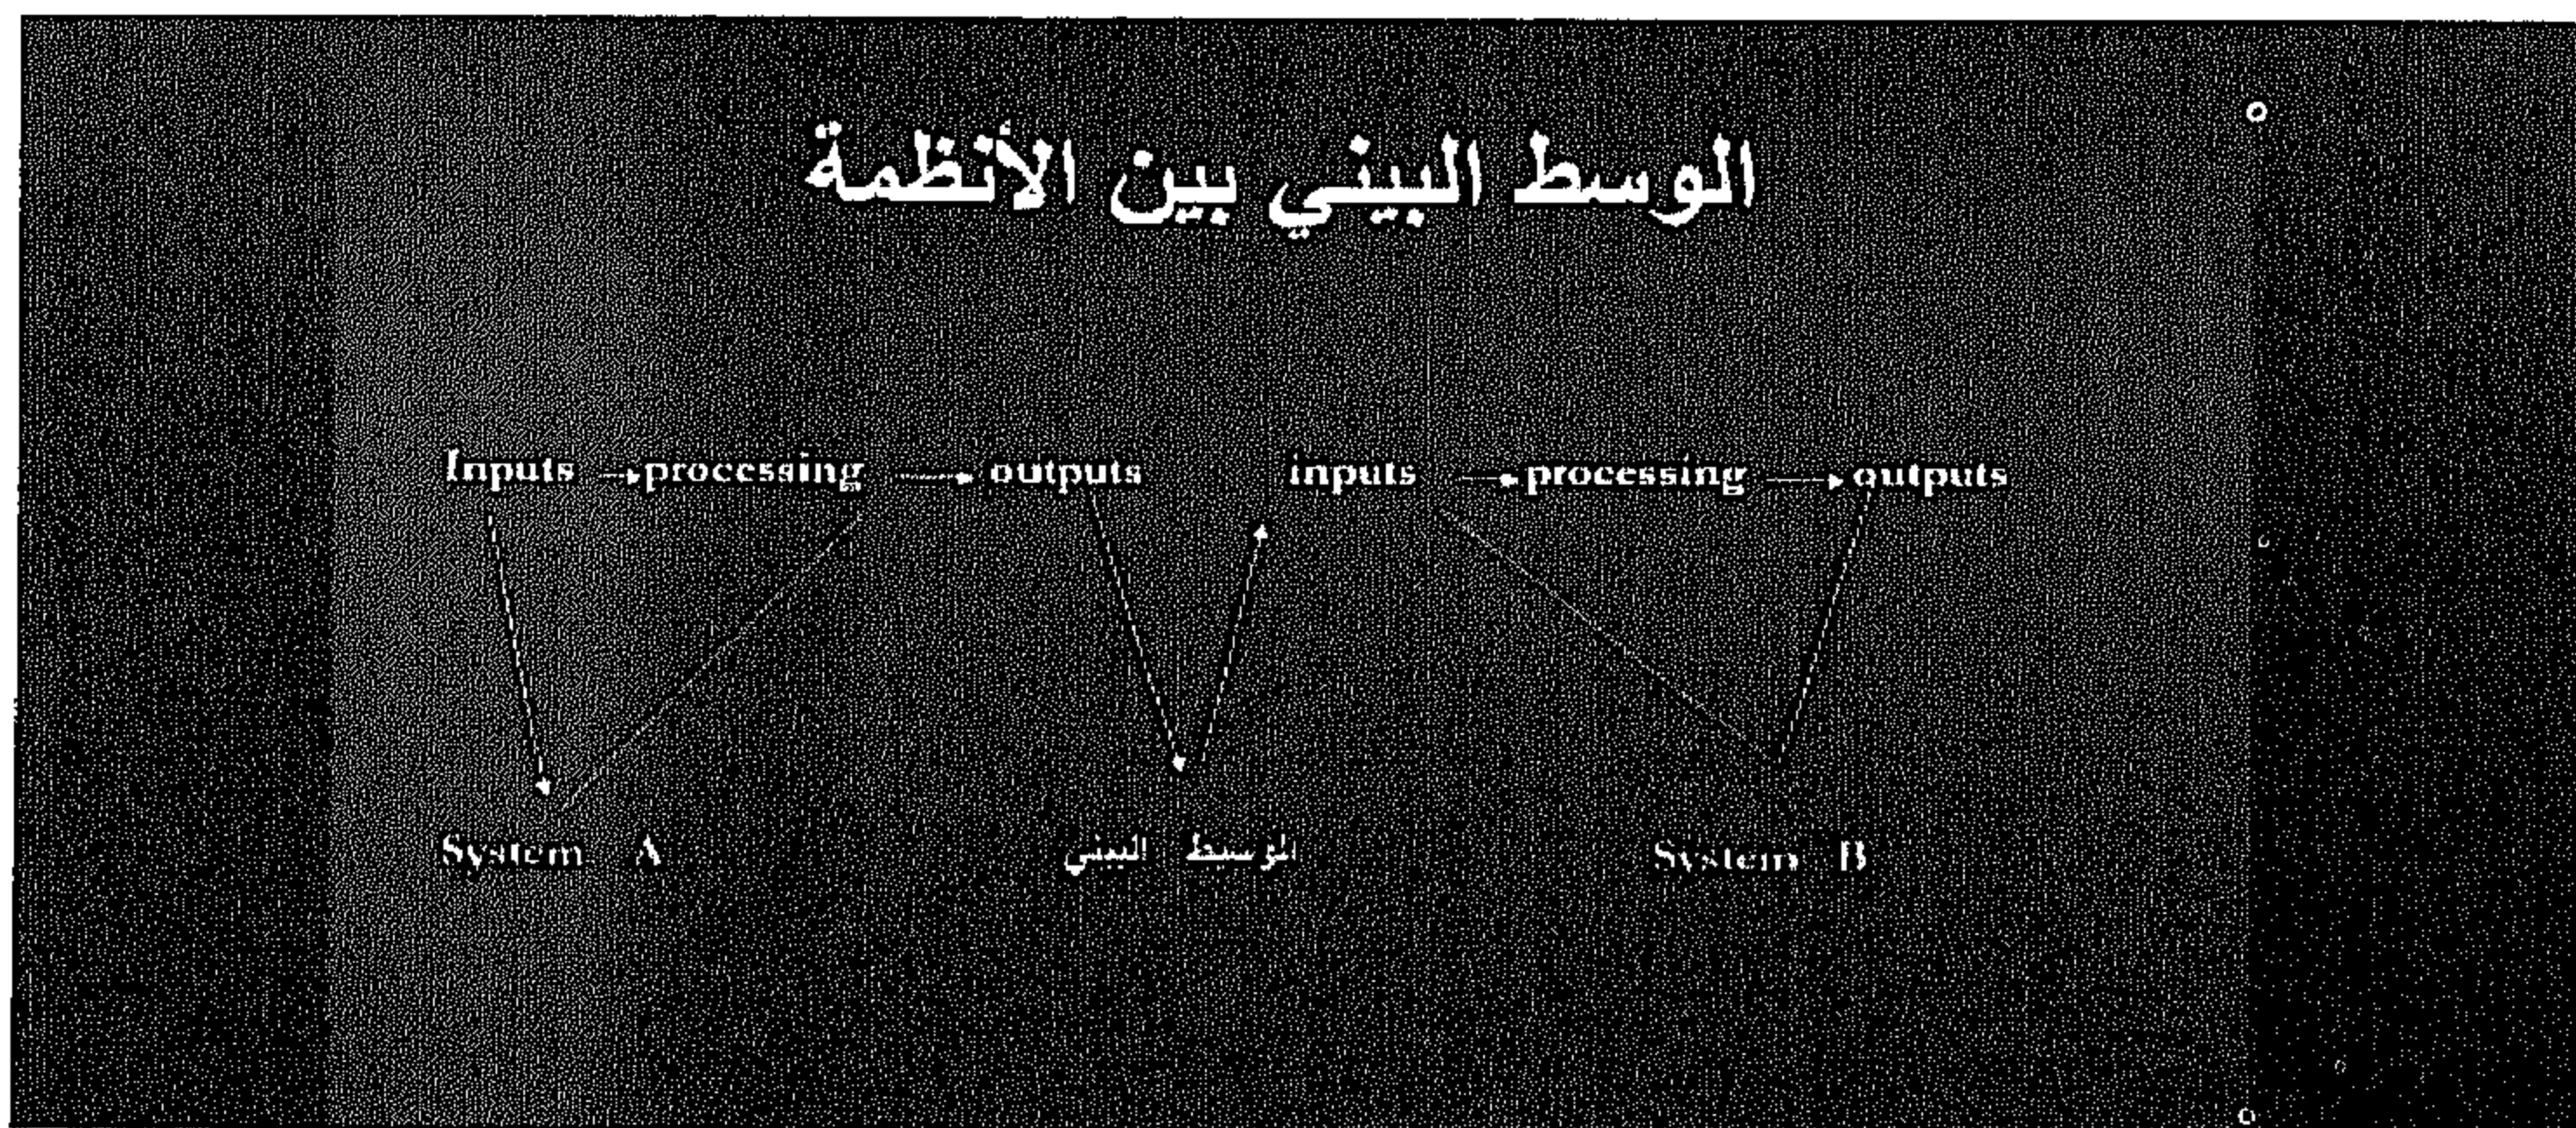 الوسط البيني بين الأنظمة
Inputs processing outputs inputs processing outputs
System A الوسيط البيني System B